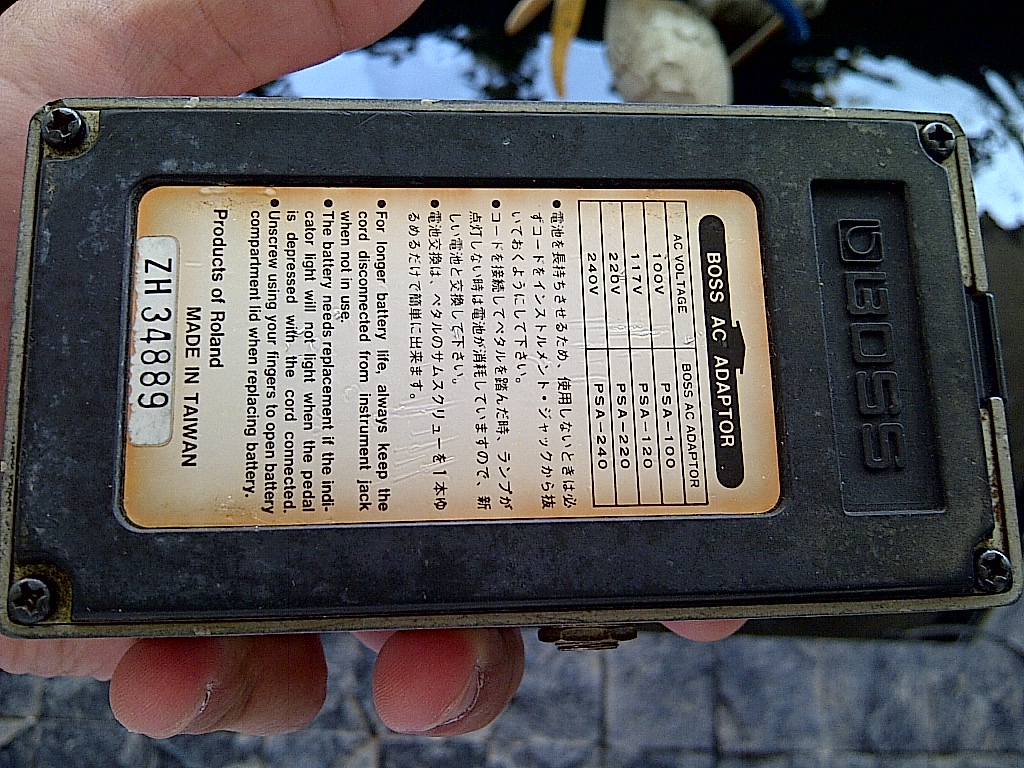 BOSS
BOSS AC ADAPTOR
AC VOLTAGE BOSS AC ADAPTOR
100V PSA-100
117V PSA-120
220V PSA-220
240V PSA-240
●電池を長持ちさせるため、使用しないときは必
ずコードをインストルメント・ジャックから抜
いておくようにして下さい。
●コードを接続してペダルを踏んだ時、ランプが
点灯しない時は電池が消耗していますので、新
しい電池と交換して下さい。
●電池交換は、ペダルのサムスクリューを1本ゆ
るめるだけで簡単に出来ます。
●For longer battery life, always keep the
cord disconnected from instrument jack
when not in use.
●The battery needs replacement if the indi-
cator light will not light when the pedal
is depressed with the cord connected.
●Unscrew using your fingers to open battery
compartment lid when replacing battery.
Products of Roland
MADE IN TAIWAN
ZH 34889